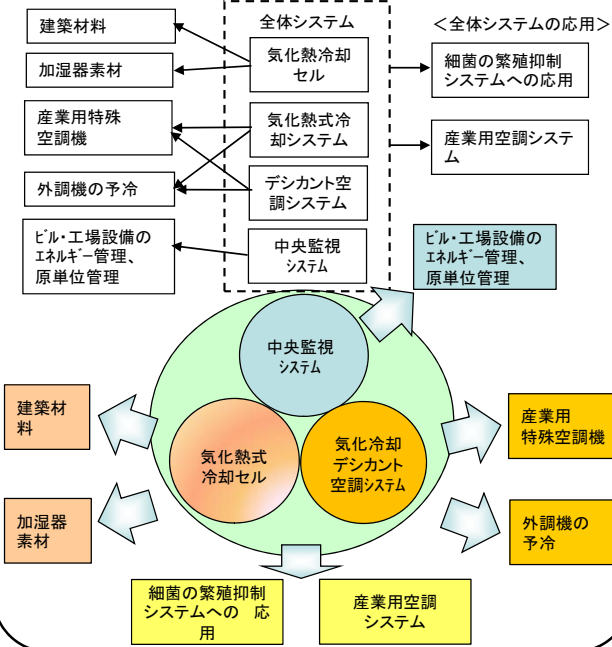 建築材料
加湿器素材
産業用特殊
空調機
外調機の予冷
ﾋﾞﾙ・工場設備の
ｴﾈﾙｷﾞｰ管理、
原単位管理
全体システム
気化熱冷却
セル
気化熱式冷
却システム
デシカント空
調システム
中央監視
システム
＜全体システムの応用＞
細菌の繁殖抑制
システムへの応用
産業用空調システ
ム
ﾋﾞﾙ・工場設備の
ｴﾈﾙｷﾞｰ管理、
原単位管理
中央監視
ｼｽﾃﾑ
気化熱式
冷却セル
気化冷却
デシカント
空調ｼｽﾃﾑ
建築材
料
加湿器
素材
産業用
特殊空調機
外調機の
予冷
細菌の繁殖抑制
システムへの　応
用
産業用空調
システム